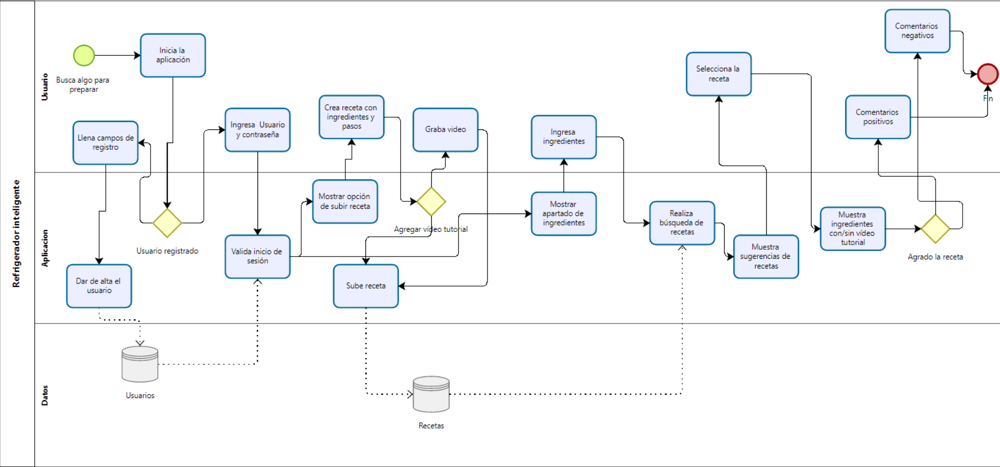 Refrigerador inteligente
Usuario
Busca algo para
preparar
Inicia la
aplicación
Llena campos de
registro
Ingresa Usuario
y contraseña
Crea receta con
ingredientes y
pasos
Graba video
Ingresa
ingredientes
Selecciona la
receta
Comentarios
negativos
Comentarios
positivos
Fin
Aplicacion
Usuario registrado
Dar de alta el
usuario
Valida inicio de
sesión
Mostrar opción
de subir receta
Agregar vídeo tutorial
Sube receta
Mostrar
apartado de
ingredientes
Realiza
búsqueda de
recetas
Muestra
sugerencias de
recetas
Muestra
ingredientes
con/sin vídeo
tutorial
Agrado la receta
Datos
Usuarios
Recetas